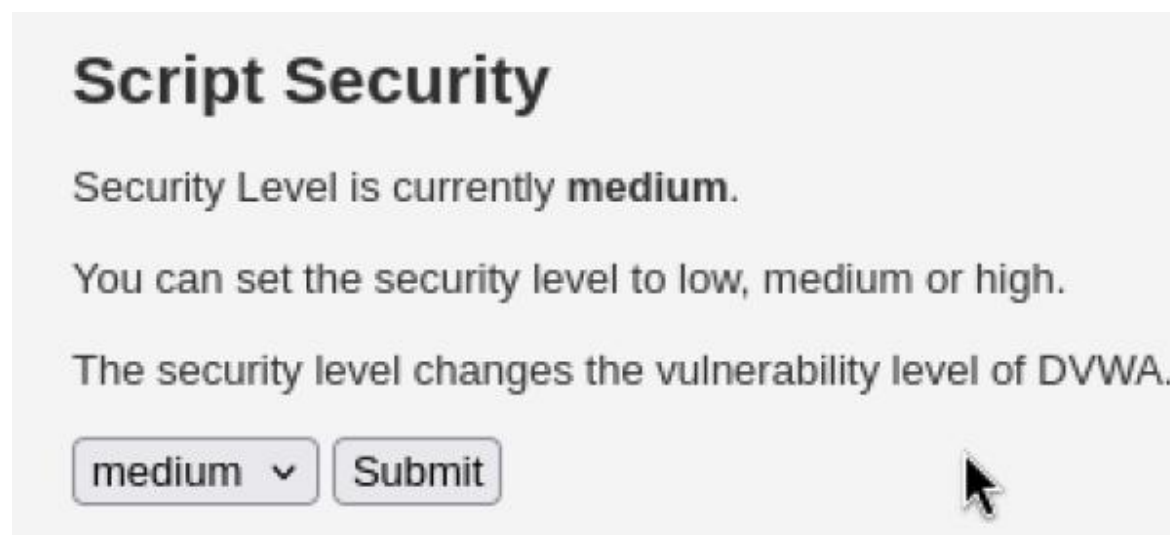 Script Security
Security Level is currently medium.
You can set the security level to low, medium or high.
The security level changes the vulnerability level of DVWA.
medium Submit